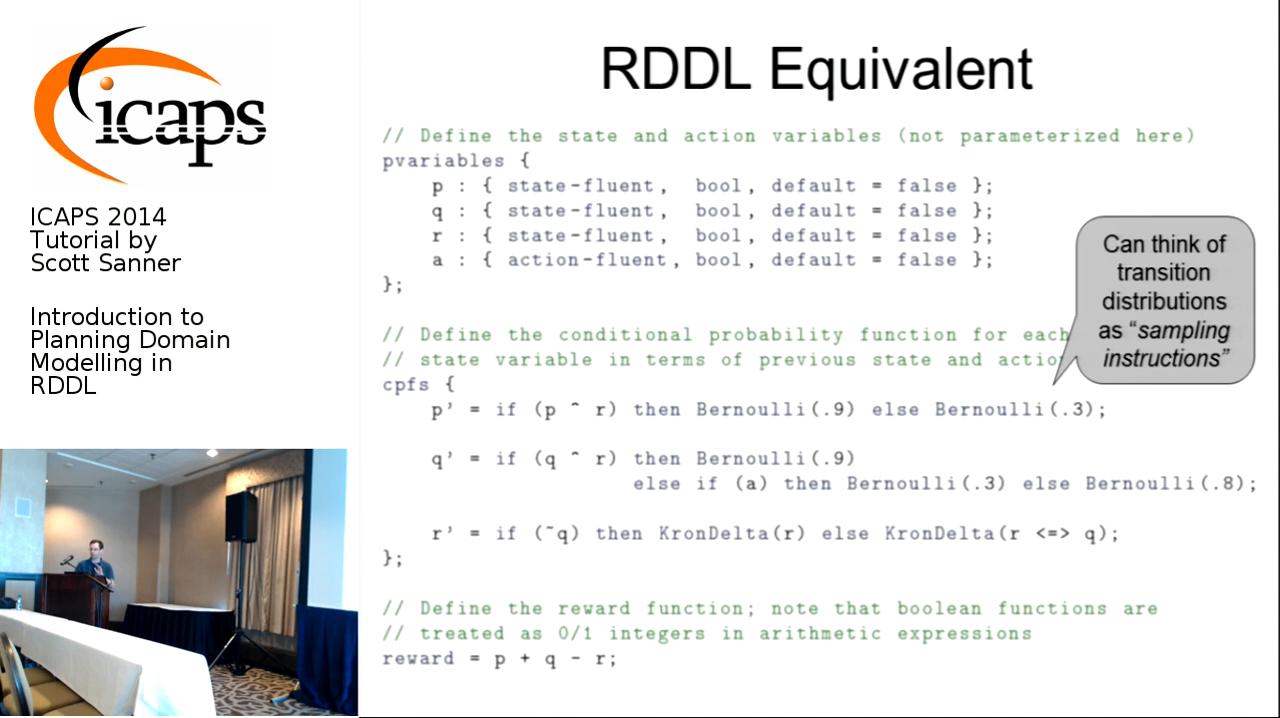 icaps
ICAPS 2014
Tutorial by
Scott Sanner
Introduction to
Planning Domain
Modelling in
RDDL
RDDL Equivalent
// Define the state and action variables (not parameterized here)
pvariables {
p : { state-fluent, bool, default = false };
q : { state-fluent, bool, default = false };
r : { state-fluent, bool, default = false };
a : { action-fluent, bool, default = false };
};
Can think of
transition
distributions
as “sampling
instructions”
// Define the conditional probability function for each
// state variable in terms of previous state and actio
cpfs {
p’ = if (p ^ r) then Bernoulli(.9) else Bernoulli(.3);
q’ = if (q ^ r) then Bernoulli(.9)
else if (a) then Bernoulli(.3) else Bernoulli(.8);
r’ = if (~q) then KronDelta(r) else KronDelta(r <=> q);
};
// Define the reward function; note that boolean functions are
// treated as 0/1 integers in arithmetic expressions
reward = p + q - r;